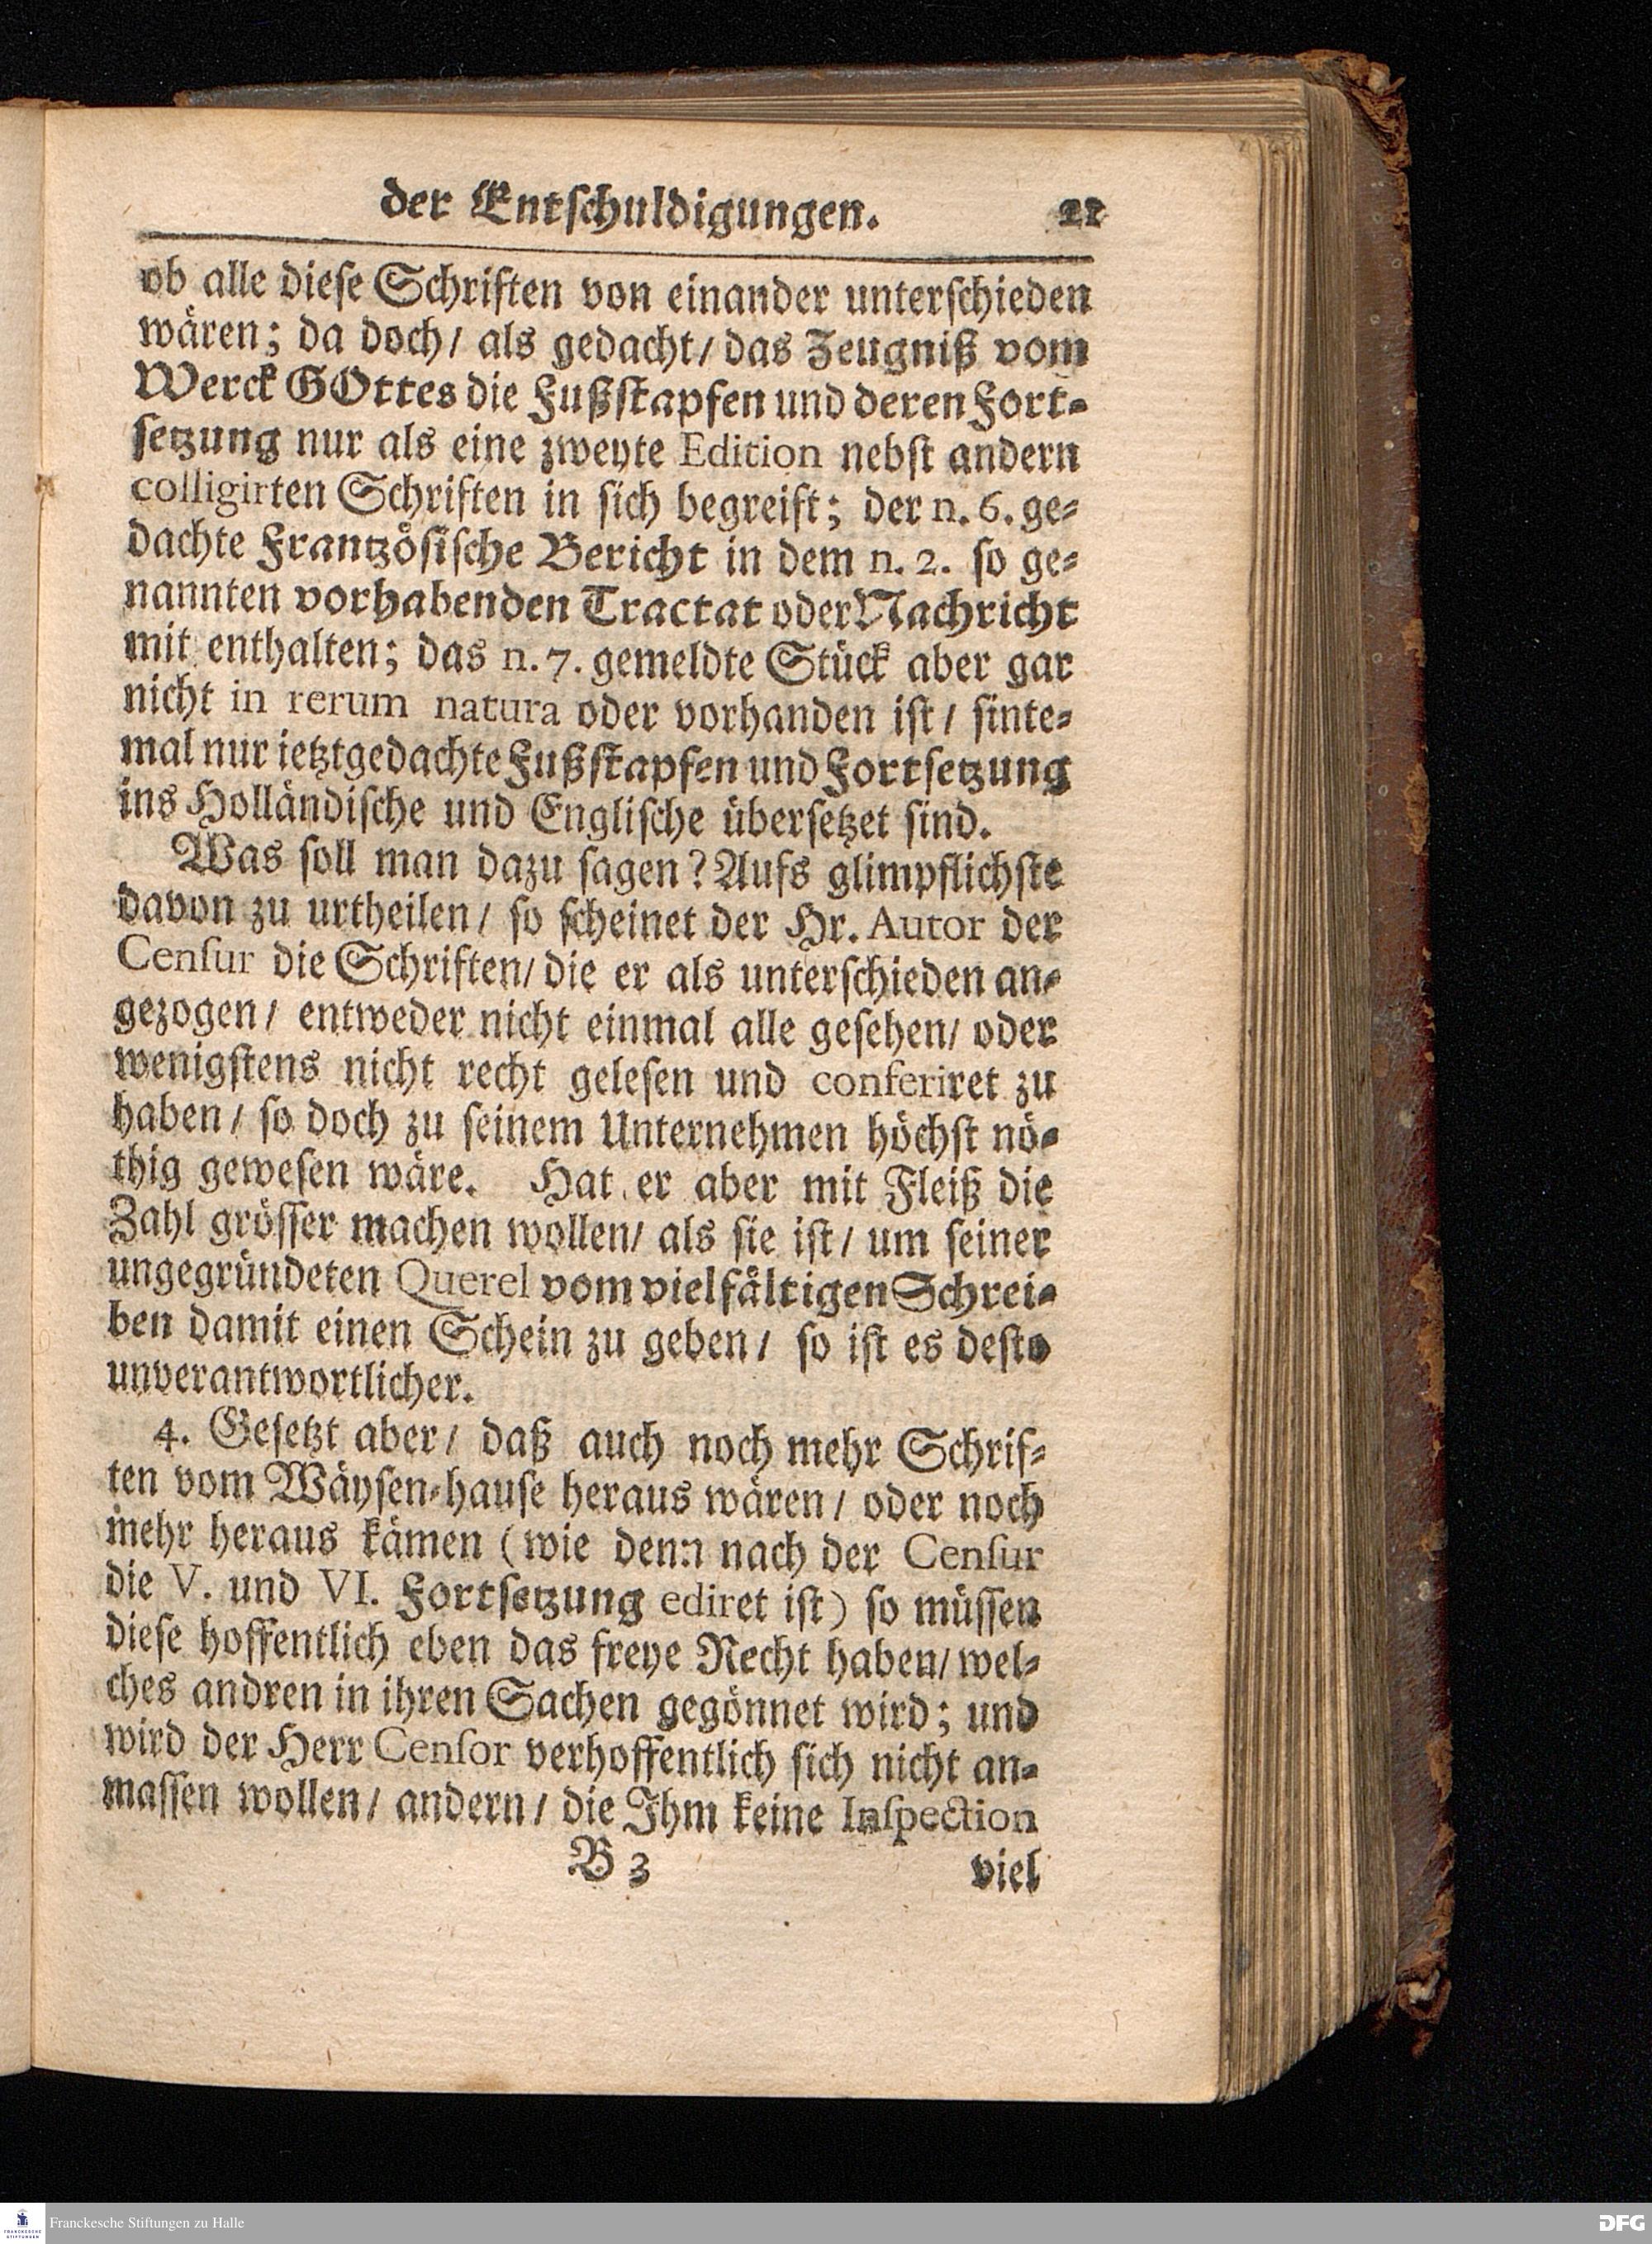 der Entſchuldigungen. 21
ob alle dieſe Schriften von einander unterſchieden
wären; da doch/ als gedacht/ das Zeugniß vom
Werck GOttes die Fußſtapfen und deren Fort-
ſetzung nur als eine zweyte Edition nebſt andern
colligirten Schriften in ſich begreift; der n. 6. ge-
dachte Frantzöſiſche Bericht in dem n. 2. ſo ge-
nannten vorhabenden Tractat oder Nachricht
mit enthalten; das n. 7. gemeldte Stück aber gar
nicht in rerum natura oder vorhanden iſt/ ſinte-
mal nur ietztgedachte Fußſtapfen und Fortſetzung
ins Holländiſche und Engliſche überſetzet ſind.
Was ſoll man dazu ſagen? Aufs glimpflichſte
davon zu urtheilen/ ſo ſcheinet der Hr. Autor der
Cenſur die Schriften/ die er als unterſchieden an-
gezogen/ entweder nicht einmal alle geſehen/ oder
wenigſtens nicht recht geleſen und conferiret zu
haben/ ſo doch zu ſeinem Unternehmen höchſt nö-
thig geweſen wäre. Hat er aber mit Fleiß die
Zahl gröſſer machen wollen/ als ſie iſt/ um ſeiner
ungegründeten Querel vom vielfältigen Schrei-
ben damit einen Schein zu geben/ ſo iſt es deſto
unverantwortlicher.
4. Geſetzt aber/ daß auch noch mehr Schrif-
ten vom Wäyſen-hauſe heraus wären/ oder noch
mehr heraus kämen (wie denn nach der Cenſur
die V. und VI. Fortſetzung ediret iſt) ſo müſſen
dieſe hoffentlich eben das freye Recht haben/ wel-
ches andren in ihren Sachen gegönnet wird; und
wird der Herr Cenſor verhoffentlich ſich nicht an-
maſſen wollen/ andern/ die Ihm keine Inſpection
B 3 viel
FRANCKESCHE STIFTUNGEN
Franckesche Stiftungen zu Halle
DFG